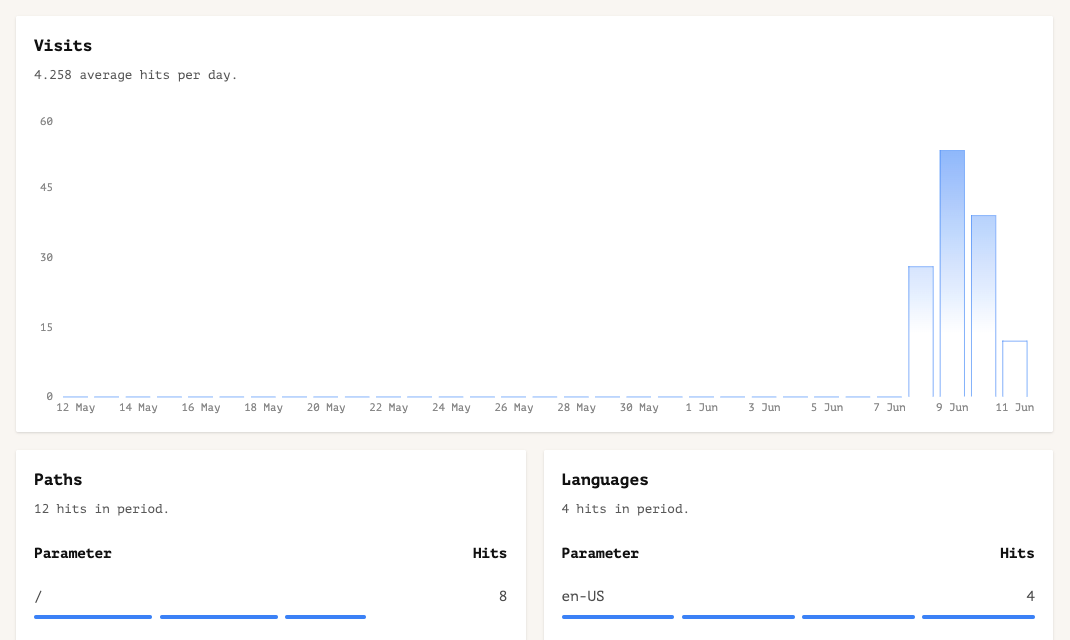 Visits
4.258 average hits per day.
60
45
30
15
0
12 May 14 May 16 May 18 May 20 May 22 May 24 May 26 May 28 May 30 May 1 Jun 3 Jun 5 Jun 7 Jun 9 Jun 11 Jun
Paths
12 hits in period.
Parameter Hits
/ 8
Languages
4 hits in period.
Parameter Hits
en-US 4